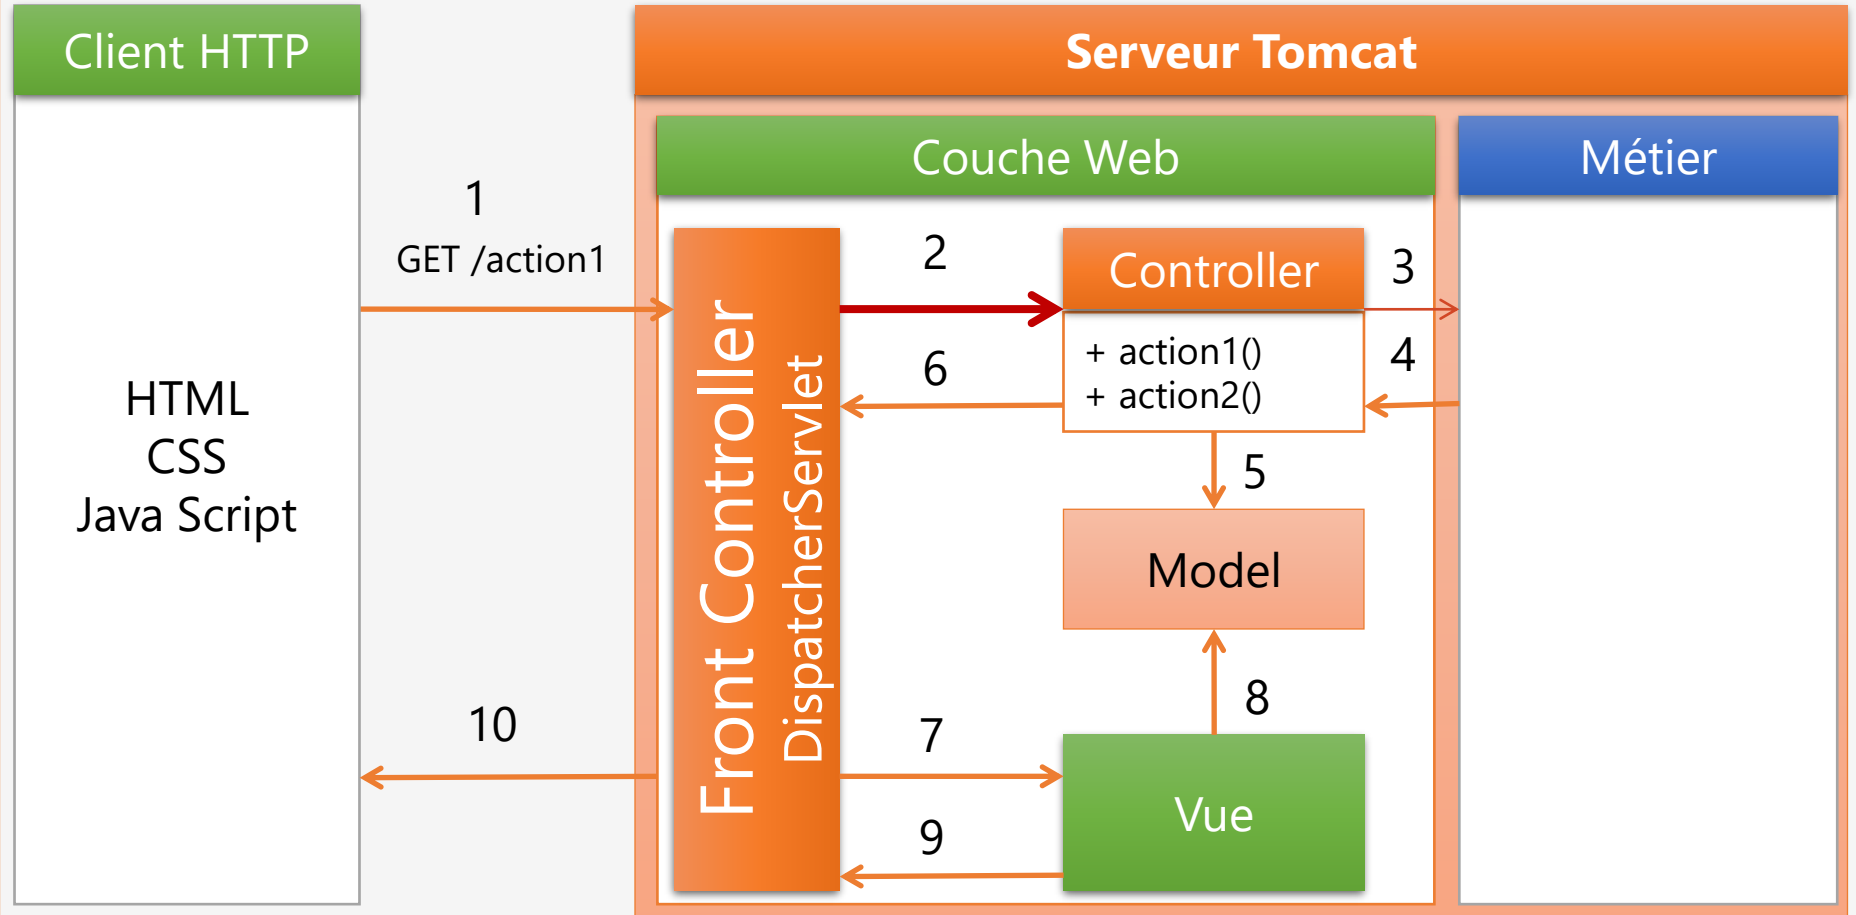 Client HTTP
HTML
CSS
Java Script
1
GET /action1
10
Serveur Tomcat
Couche Web
Métier
Front Controller
DispatcherServlet
2
Controller
3
+ action1()
+ action2()
4
6
5
Model
8
7
Vue
9